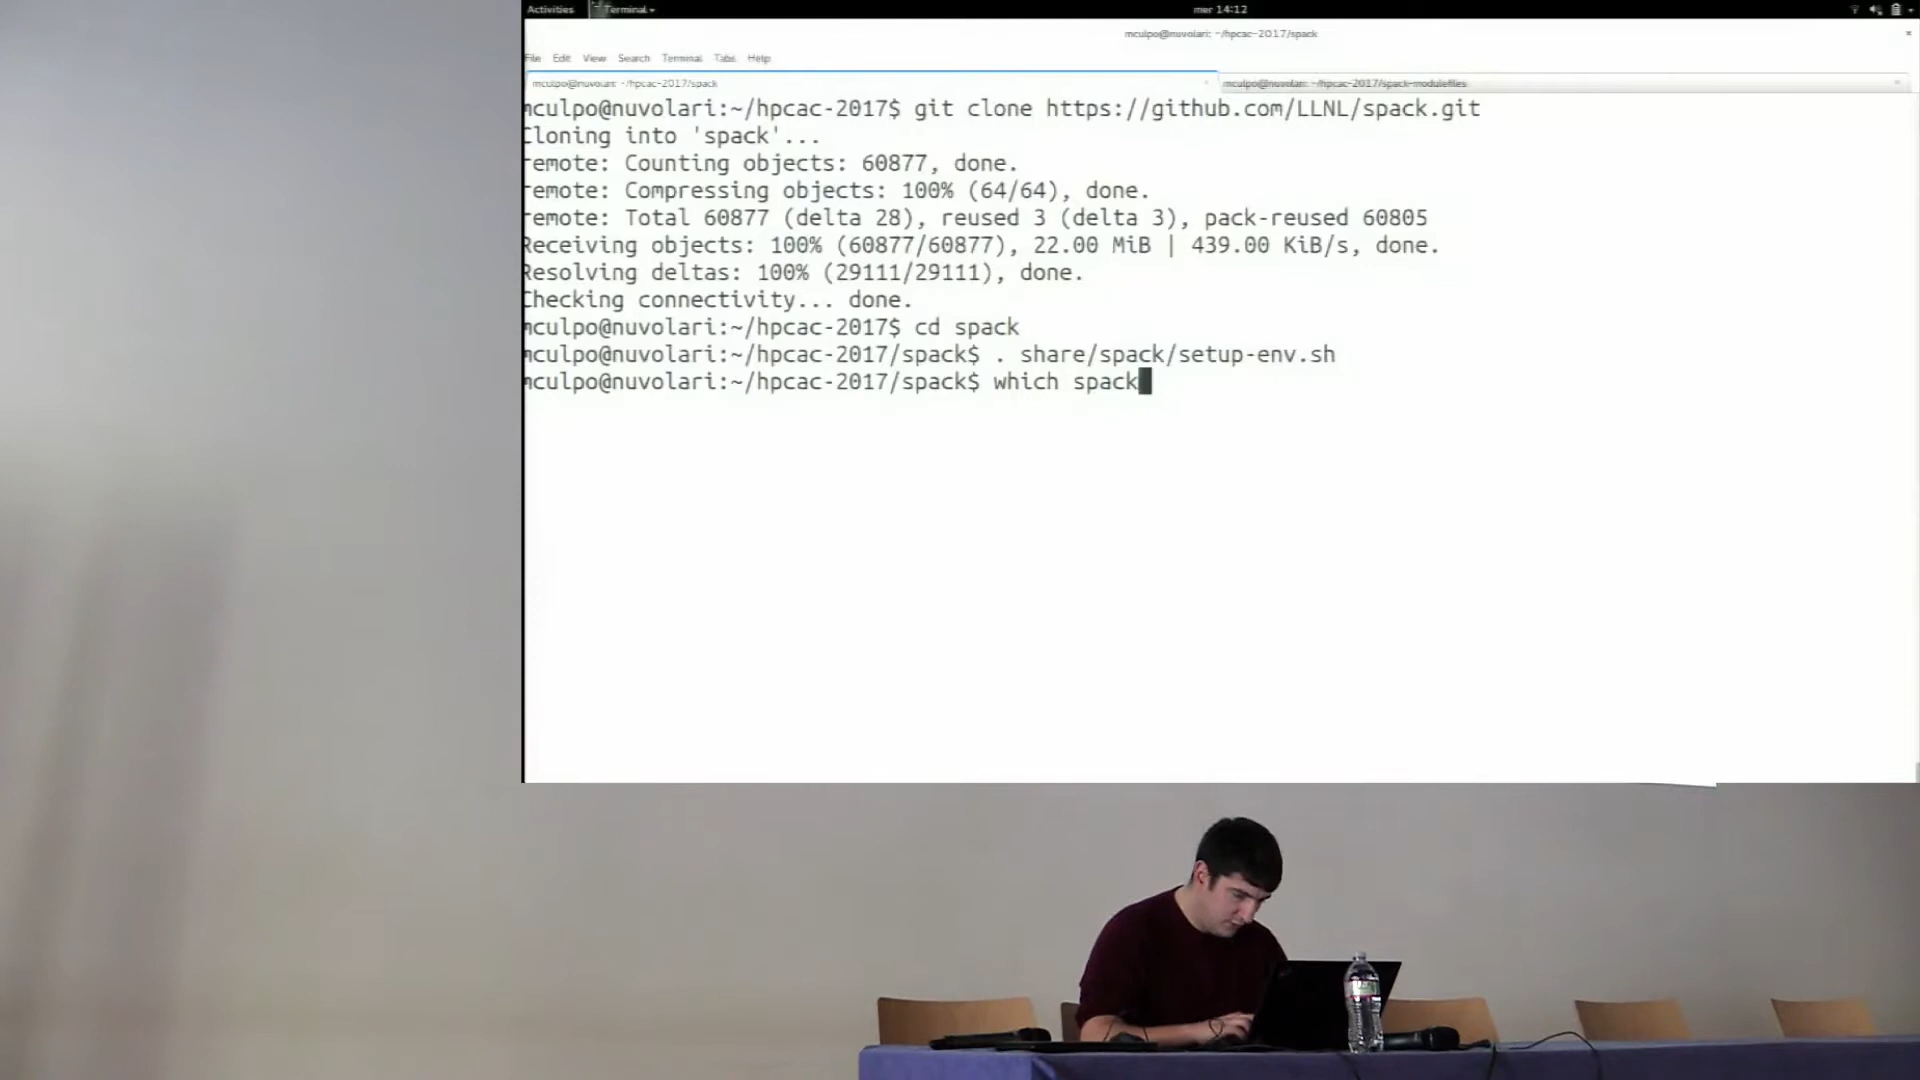 Activities Terminal mer 14:12
mculpo@nuvolari: ~/hpcac-2017/spack
File Edit View Search Terminal Tabs Help
mculpo@nuvolari: ~/hpcac-2017/spack mculpo@nuvolari: ~/hpcac-2017/spack-modulefiles
mculpo@nuvolari:~/hpcac-2017$ git clone https://github.com/LLNL/spack.git
Cloning into 'spack'...
remote: Counting objects: 60877, done.
remote: Compressing objects: 100% (64/64), done.
remote: Total 60877 (delta 28), reused 3 (delta 3), pack-reused 60805
Receiving objects: 100% (60877/60877), 22.00 MiB | 439.00 KiB/s, done.
Resolving deltas: 100% (29111/29111), done.
Checking connectivity... done.
mculpo@nuvolari:~/hpcac-2017$ cd spack
mculpo@nuvolari:~/hpcac-2017/spack$ . share/spack/setup-env.sh
mculpo@nuvolari:~/hpcac-2017/spack$ which spack